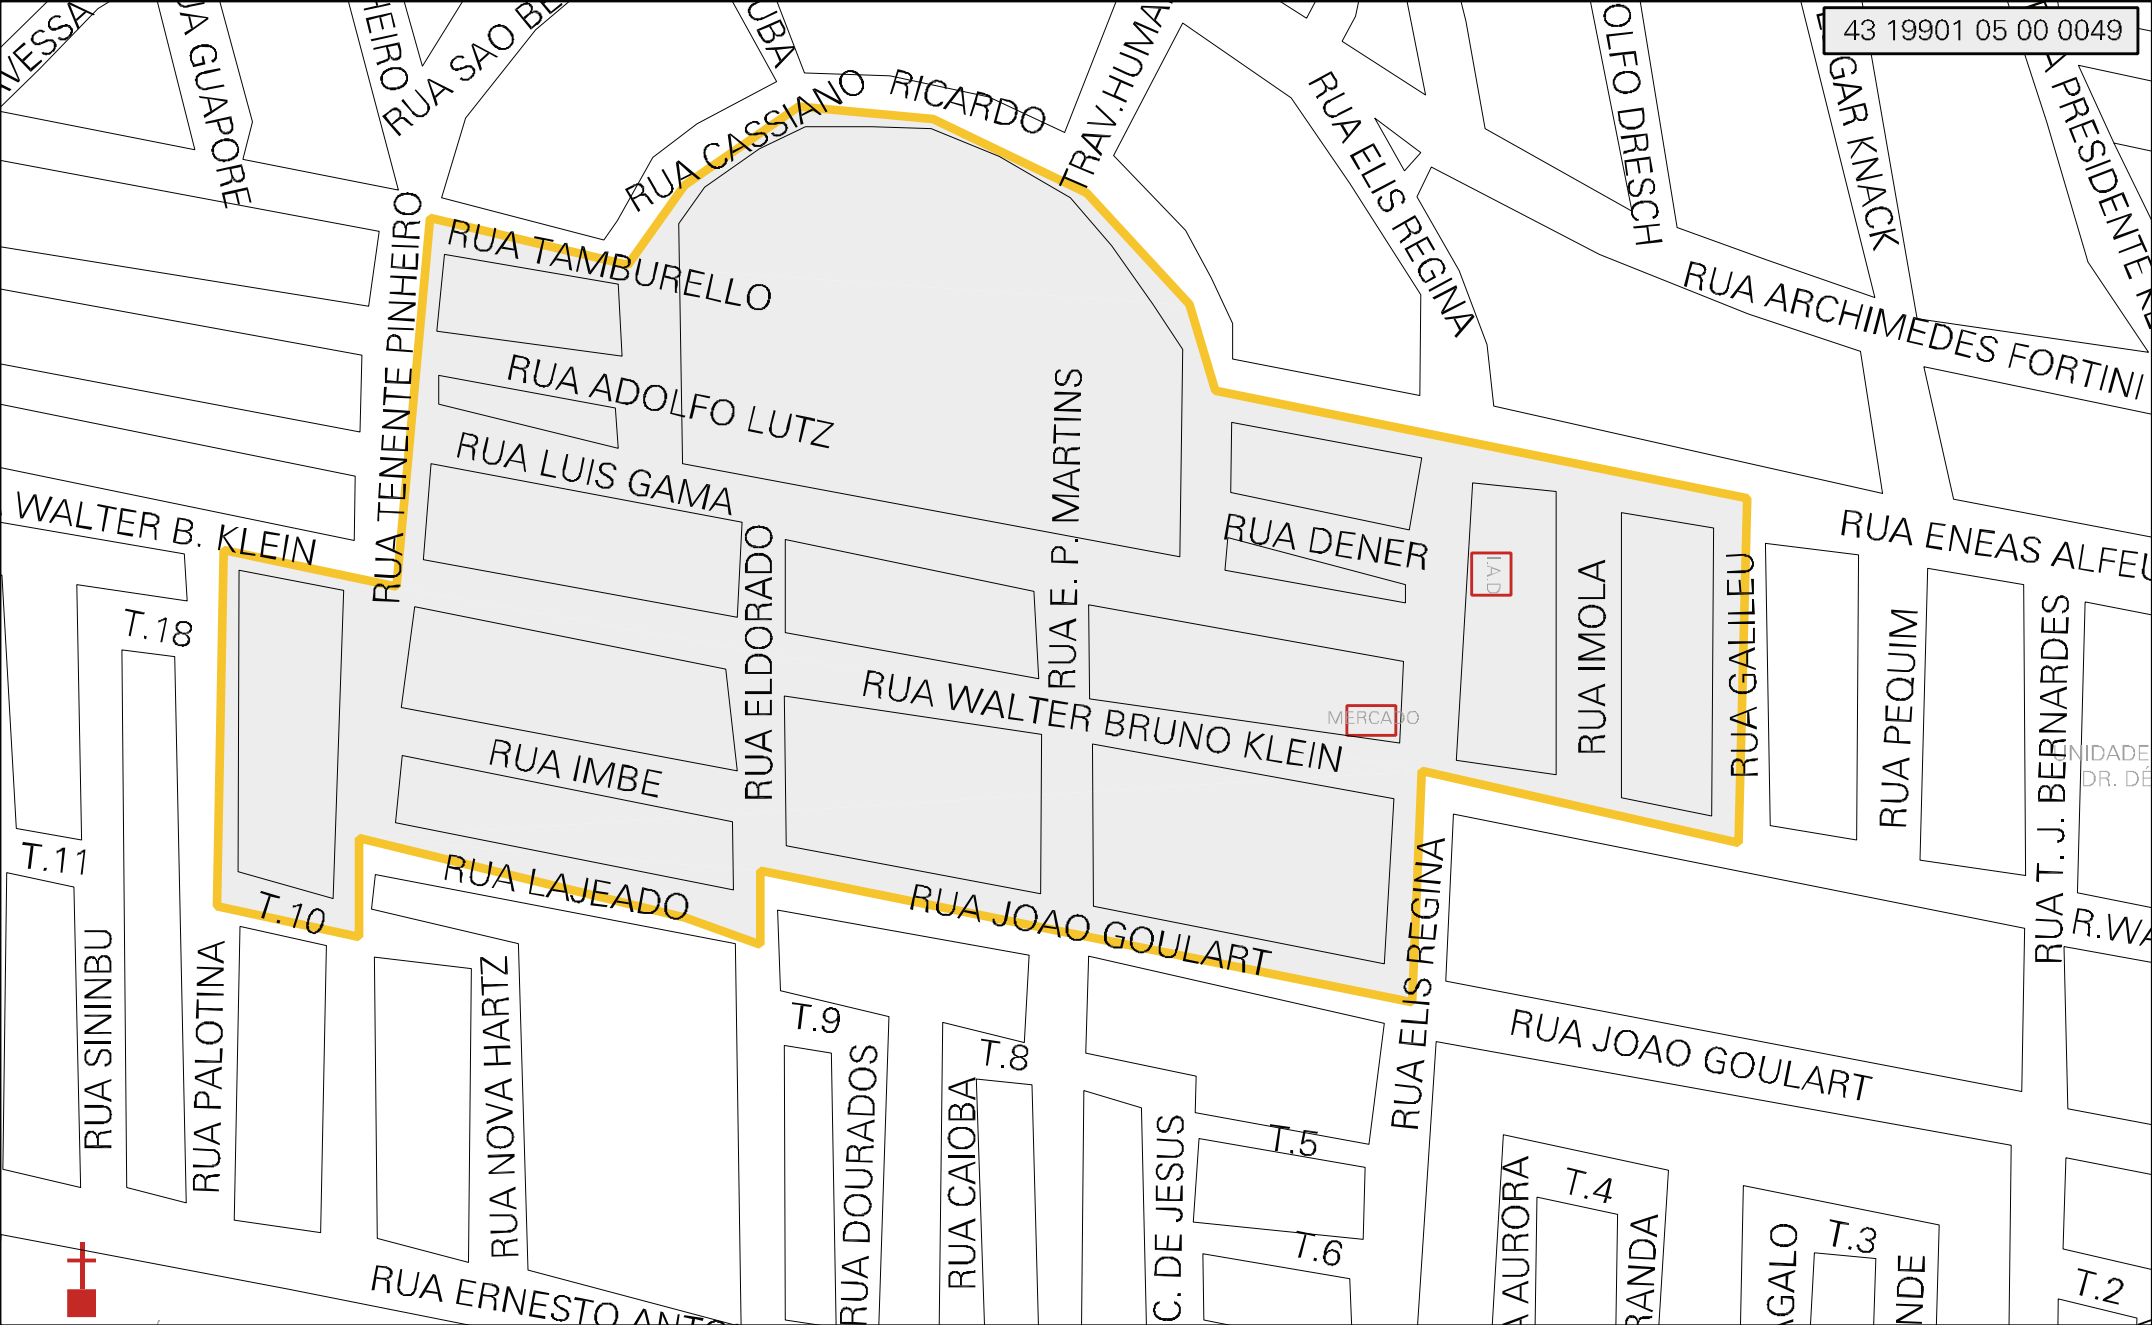 43 19901 05 00 0049
RUA GUAPORE
RUA SAO BE
RUA CASSIANO RICARDO
TRAV.HUMA
RUA ELIS REGINA
OLFO DRESCH
GAR KNACK
A PRESIDENTE
RUA TAMBURELLO
RUA TENENTE PINHEIRO
RUA ARCHIMEDES FORTINI
RUA ADOLFO LUTZ
RUA LUIS GAMA
RUA E. P. MARTINS
WALTER B. KLEIN
RUA DENER
I.A.D
RUA ENEAS ALFEU
RUA ELDORADO
RUA IMOLA
RUA GALILEU
RUA PEQUIM
RUA T. J. BERNARDES
T.18
RUA WALTER BRUNO KLEIN
MERCADO
UNIDADE
DR. DÉ
RUA IMBE
T.11
RUA LAJEADO
T.10
RUA JOAO GOULART
RUA ELIS REGINA
R.WA
RUA SININBU
RUA PALOTINA
RUA NOVA HARTZ
T.9
T.8
RUA JOAO GOULART
RUA DOURADOS
RUA CAIOBA
C. DE JESUS
T.5
T.6
T.4
T.3
T.2
A AURORA
RANDA
AGALO
NDE
RUA ERNESTO ANTO